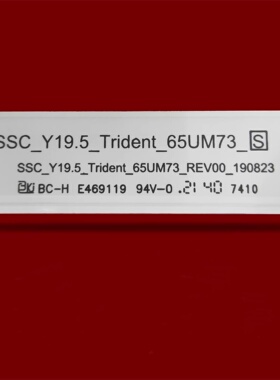 SSC_Y19.5_Trident_65UM73_S
SSC_Y19.5_Trident_65UM73_REV00_190823
BC-H E469119 94V-0 .21 40 7410